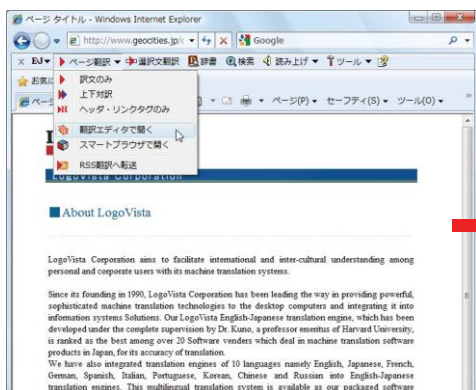 ページ タイトル - Windows Internet Explorer
http://www.geocities.jp/
Google
EJ ページ翻訳 選択文翻訳 辞書 検索 読み上げ ツール
お気に
訳文のみ
上下対訳
ヘッダ・リンクタグのみ
翻訳エディタで開く
スマートブラウザで開く
RSS翻訳へ転送
ページ(P) セーフティ(S) ツール(O)
LogoVista Corporation
About LogoVista
LogoVista Corporation aims to facilitate international and inter-cultural understanding among
personal and corporate users with its machine translation systems.
Since its founding in 1990, LogoVista Corporation has been leading the way in providing powerful,
sophisticated machine translation technologies to the desktop computers and integrating it into
information systems Solutions. Our LogoVista English-Japanese translation engine, which has been
developed under the complete supervision by Dr. Kuno, a professor emeritus of Harvard University,
is ranked as the best among over 20 Software venders which deal in machine translation software
products in Japan, for its accuracy of translation.
We have also integrated translation engines of 10 languages namely English, Japanese, French,
German, Spanish, Italian, Portuguese, Korean, Chinese and Russian into English-Japanese
translation engines. This multilingual translation system is available as our packaged software